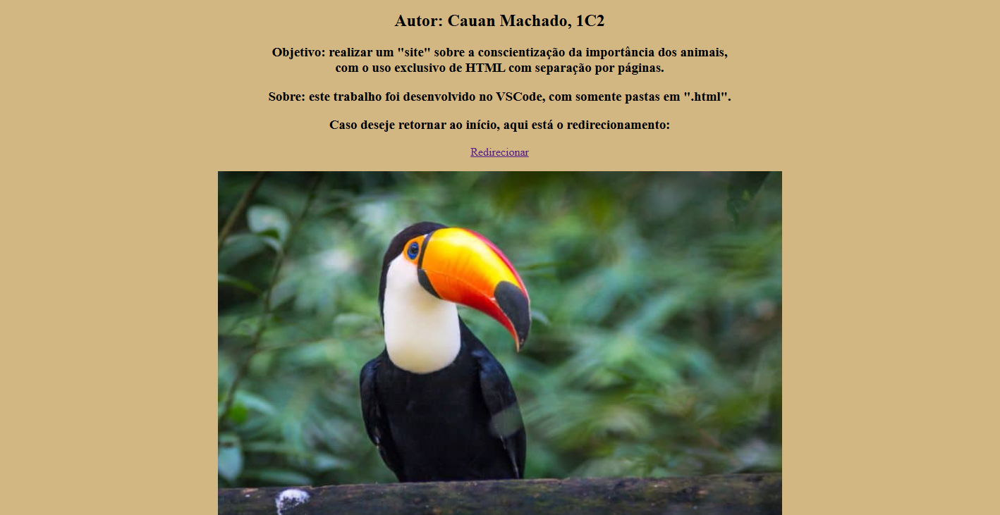 Autor: Cauan Machado, 1C2
Objetivo: realizar um "site" sobre a conscientização da importância dos animais,
com o uso exclusivo de HTML com separação por páginas.
Sobre: este trabalho foi desenvolvido no VSCode, com somente pastas em ".html".
Caso deseje retornar ao início, aqui está o redirecionamento:
Redirecionar